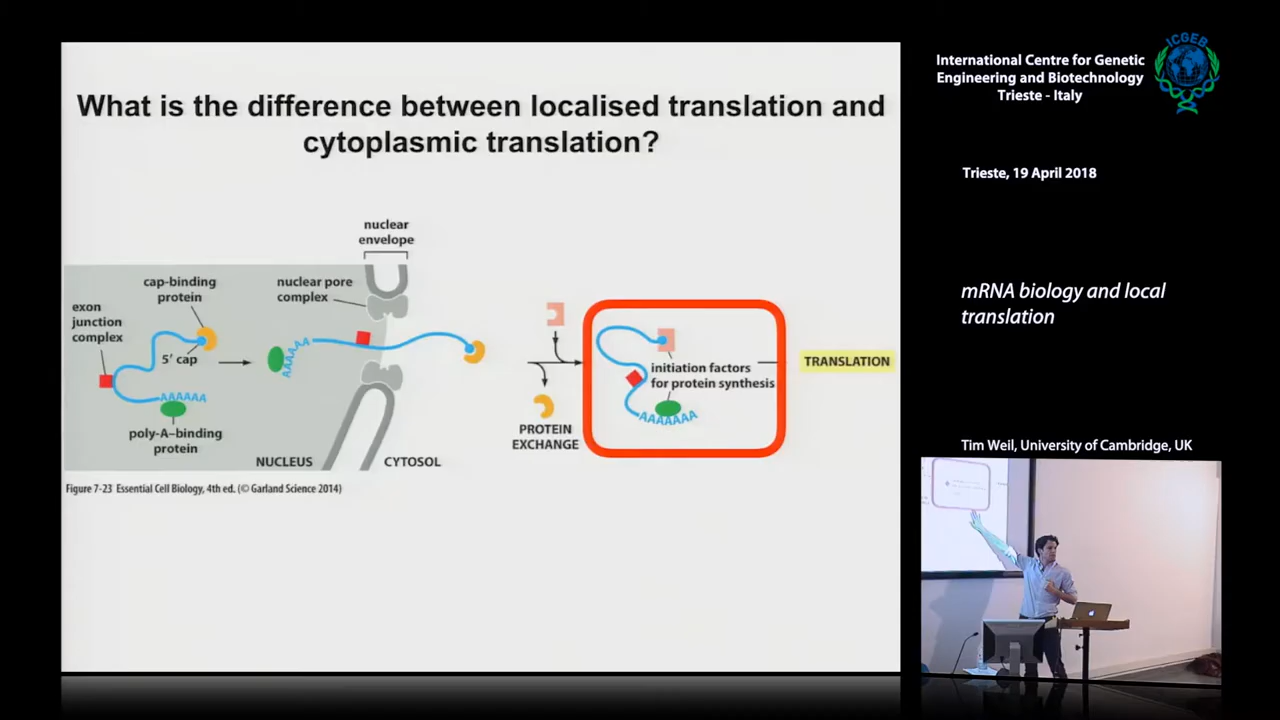 What is the difference between localised translation and
cytoplasmic translation?
nuclear
envelope
cap-binding
protein
nuclear pore
complex
exon
junction
complex
5' cap
AAAAAA
AAAAAA
poly-A–binding
protein
NUCLEUS
CYTOSOL
PROTEIN
EXCHANGE
initiation factors
for protein synthesis
AAAAAAA
TRANSLATION
Figure 7-23 Essential Cell Biology, 4th ed. (© Garland Science 2014)
International Centre for Genetic
Engineering and Biotechnology
Trieste - Italy
ICGEB
Trieste, 19 April 2018
mRNA biology and local
translation
Tim Weil, University of Cambridge, UK